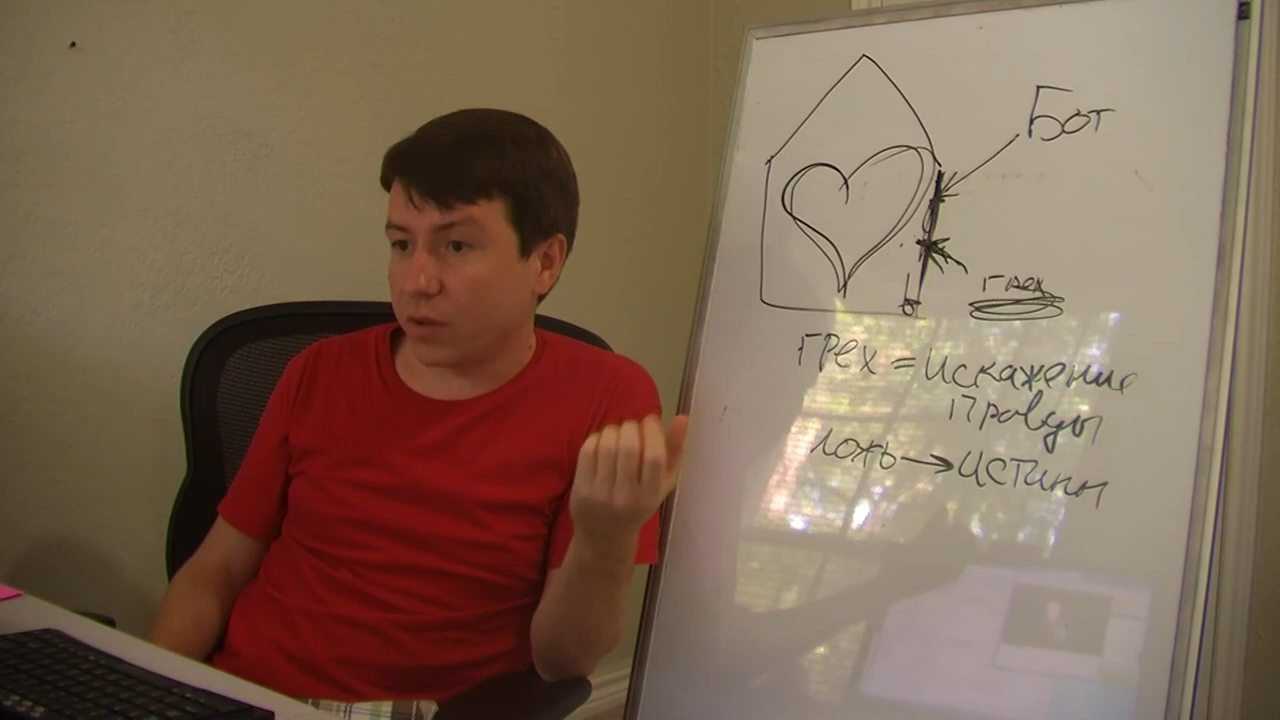 Бог
грех
грех = Искажение
правды
ложь → истины